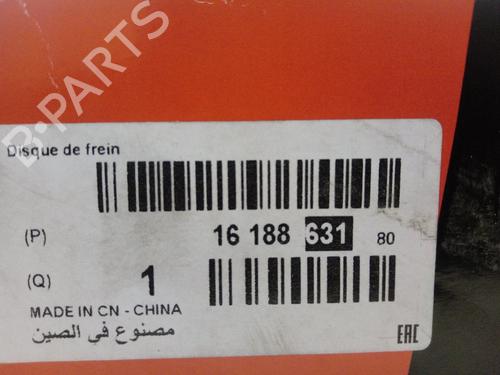 B-PARTS
Disque de frein
(P) 16 188 631 80
(Q) 1
MADE IN CN - CHINA
مصنوع في الصين
EAC